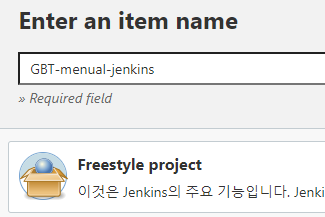 Enter an item name
GBT-menual-jenkins
» Required field
Freestyle project
이것은 Jenkins의 주요 기능입니다. Jenki